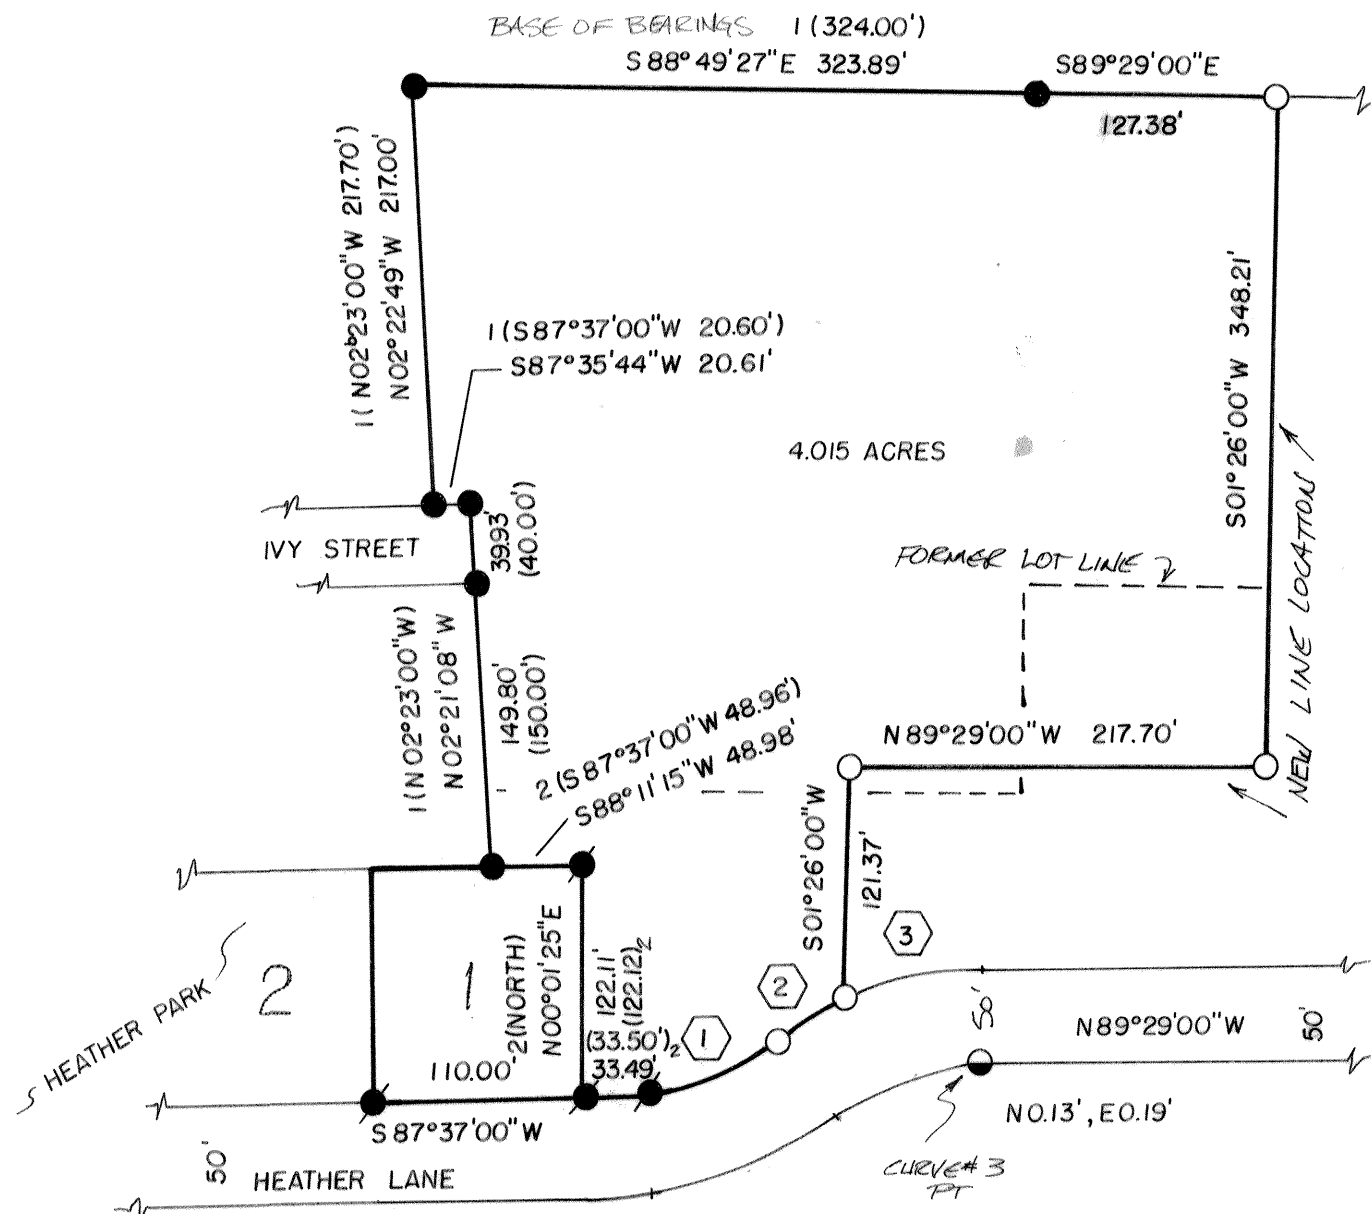 BASE OF BEARINGS 1 (324.00')
S 88°49'27"E 323.89'
S89°29'00"E
127.38'
1( N02°23'00"W 217.70')
N02°22'49"W 217.00'
1 (S87°37'00"W 20.60')
S87°35'44"W 20.61'
S01°26'00"W 348.21'
4.015 ACRES
NEW LINE LOCATION
IVY STREET
39.93'
(40.00')
FORMER LOT LINE
1(N02°23'00"W)
N02°21'08"W
149.80'
(150.00')
2 (S87°37'00"W 48.96')
S88°11'15"W 48.98'
N89°29'00"W 217.70'
S01°26'00"W
121.37'
3
2
1
HEATHER PARK
2
1
2(NORTH)
N00°01'25"E
122.11'
(122.12')2
(33.50')2
33.49'
110.00'
S87°37'00"W
50'
N89°29'00"W
50'
N0.13', E0.19'
CURVE# 3
PT
50'
HEATHER LANE